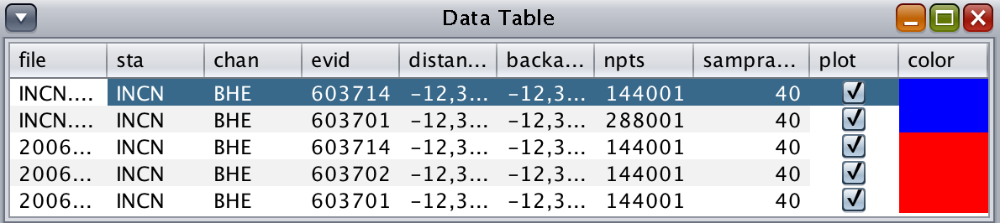 Data Table
file sta chan evid distan... backa... npts sampra... plot color
INCN.... INCN BHE 603714 -12,3... -12,3... 144001 40
INCN.... INCN BHE 603701 -12,3... -12,3... 288001 40
2006... INCN BHE 603714 -12,3... -12,3... 144001 40
2006... INCN BHE 603702 -12,3... -12,3... 144001 40
2006... INCN BHE 603701 -12,3... -12,3... 144001 40